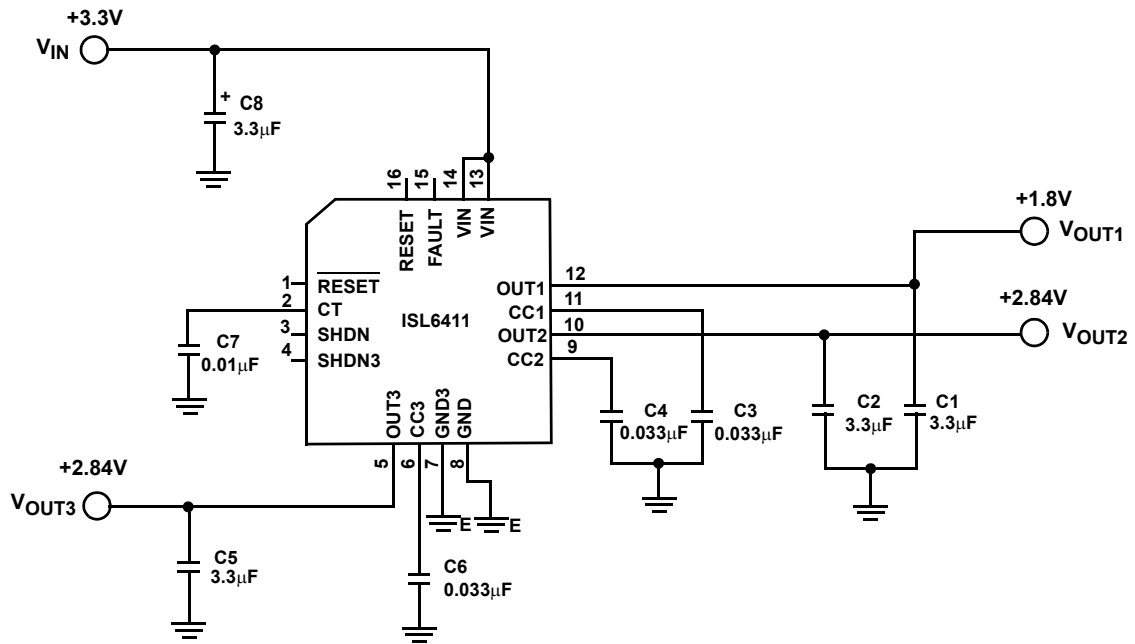 +3.3V
VIN
+
C8
3.3μF
16
15
14
13
RESET
FAULT
VIN
VIN
+1.8V
VOUT1
1
RESET
OUT1
12
2
CT
ISL6411
CC1
11
+2.84V
3
SHDN
OUT2
10
VOUT2
4
SHDN3
CC2
9
C7
0.01μF
OUT3
CC3
GND3
GND
C4
0.033μF
C3
0.033μF
C2
3.3μF
C1
3.3μF
5
6
7
8
+2.84V
VOUT3
E
E
C5
3.3μF
C6
0.033μF